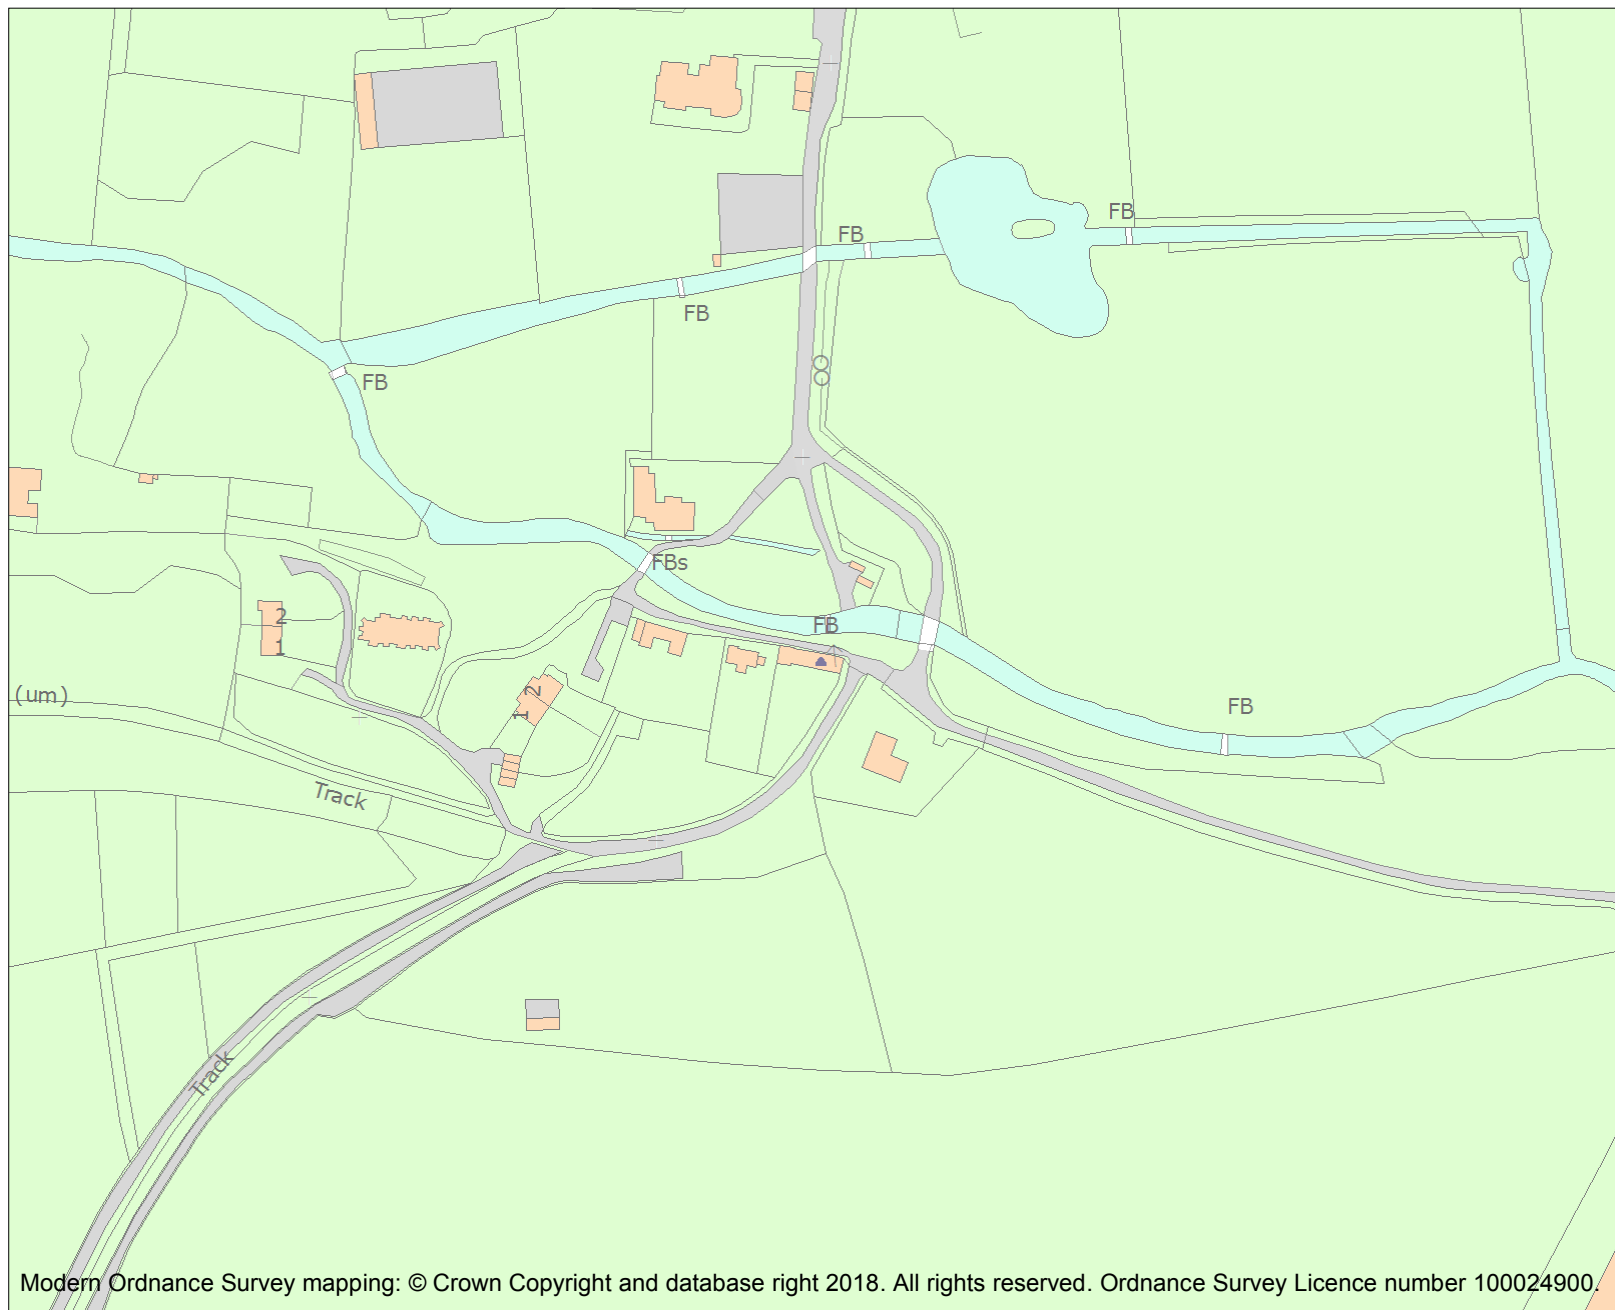 FB
FB
FB
FB
FBs
2
1
FB
(um)
2
1
FB
Track
Track
Modern Ordnance Survey mapping: © Crown Copyright and database right 2018. All rights reserved. Ordnance Survey Licence number 100024900.